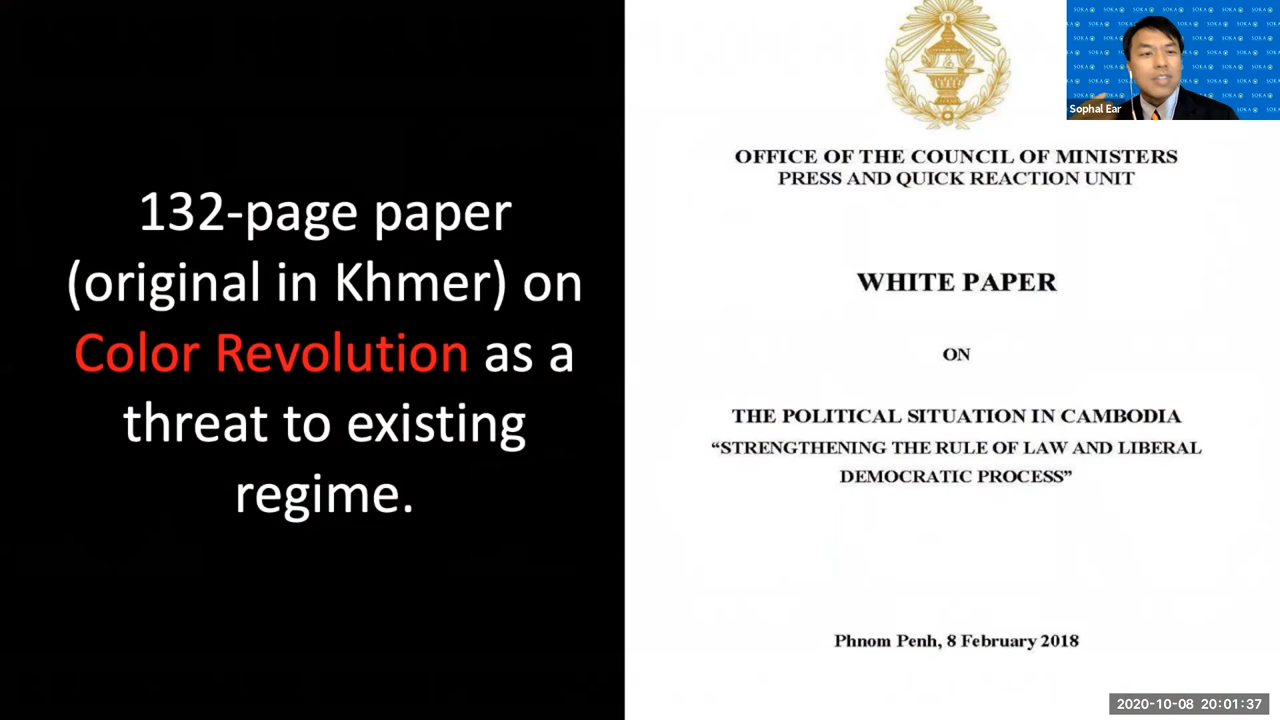 132-page paper
(original in Khmer) on
Color Revolution as a
threat to existing
regime.
OFFICE OF THE COUNCIL OF MINISTERS
PRESS AND QUICK REACTION UNIT
WHITE PAPER
ON
THE POLITICAL SITUATION IN CAMBODIA
“STRENGTHENING THE RULE OF LAW AND LIBERAL
DEMOCRATIC PROCESS”
Phnom Penh, 8 February 2018
Sophal Ear
SOKA
2020-10-08 20:01:37